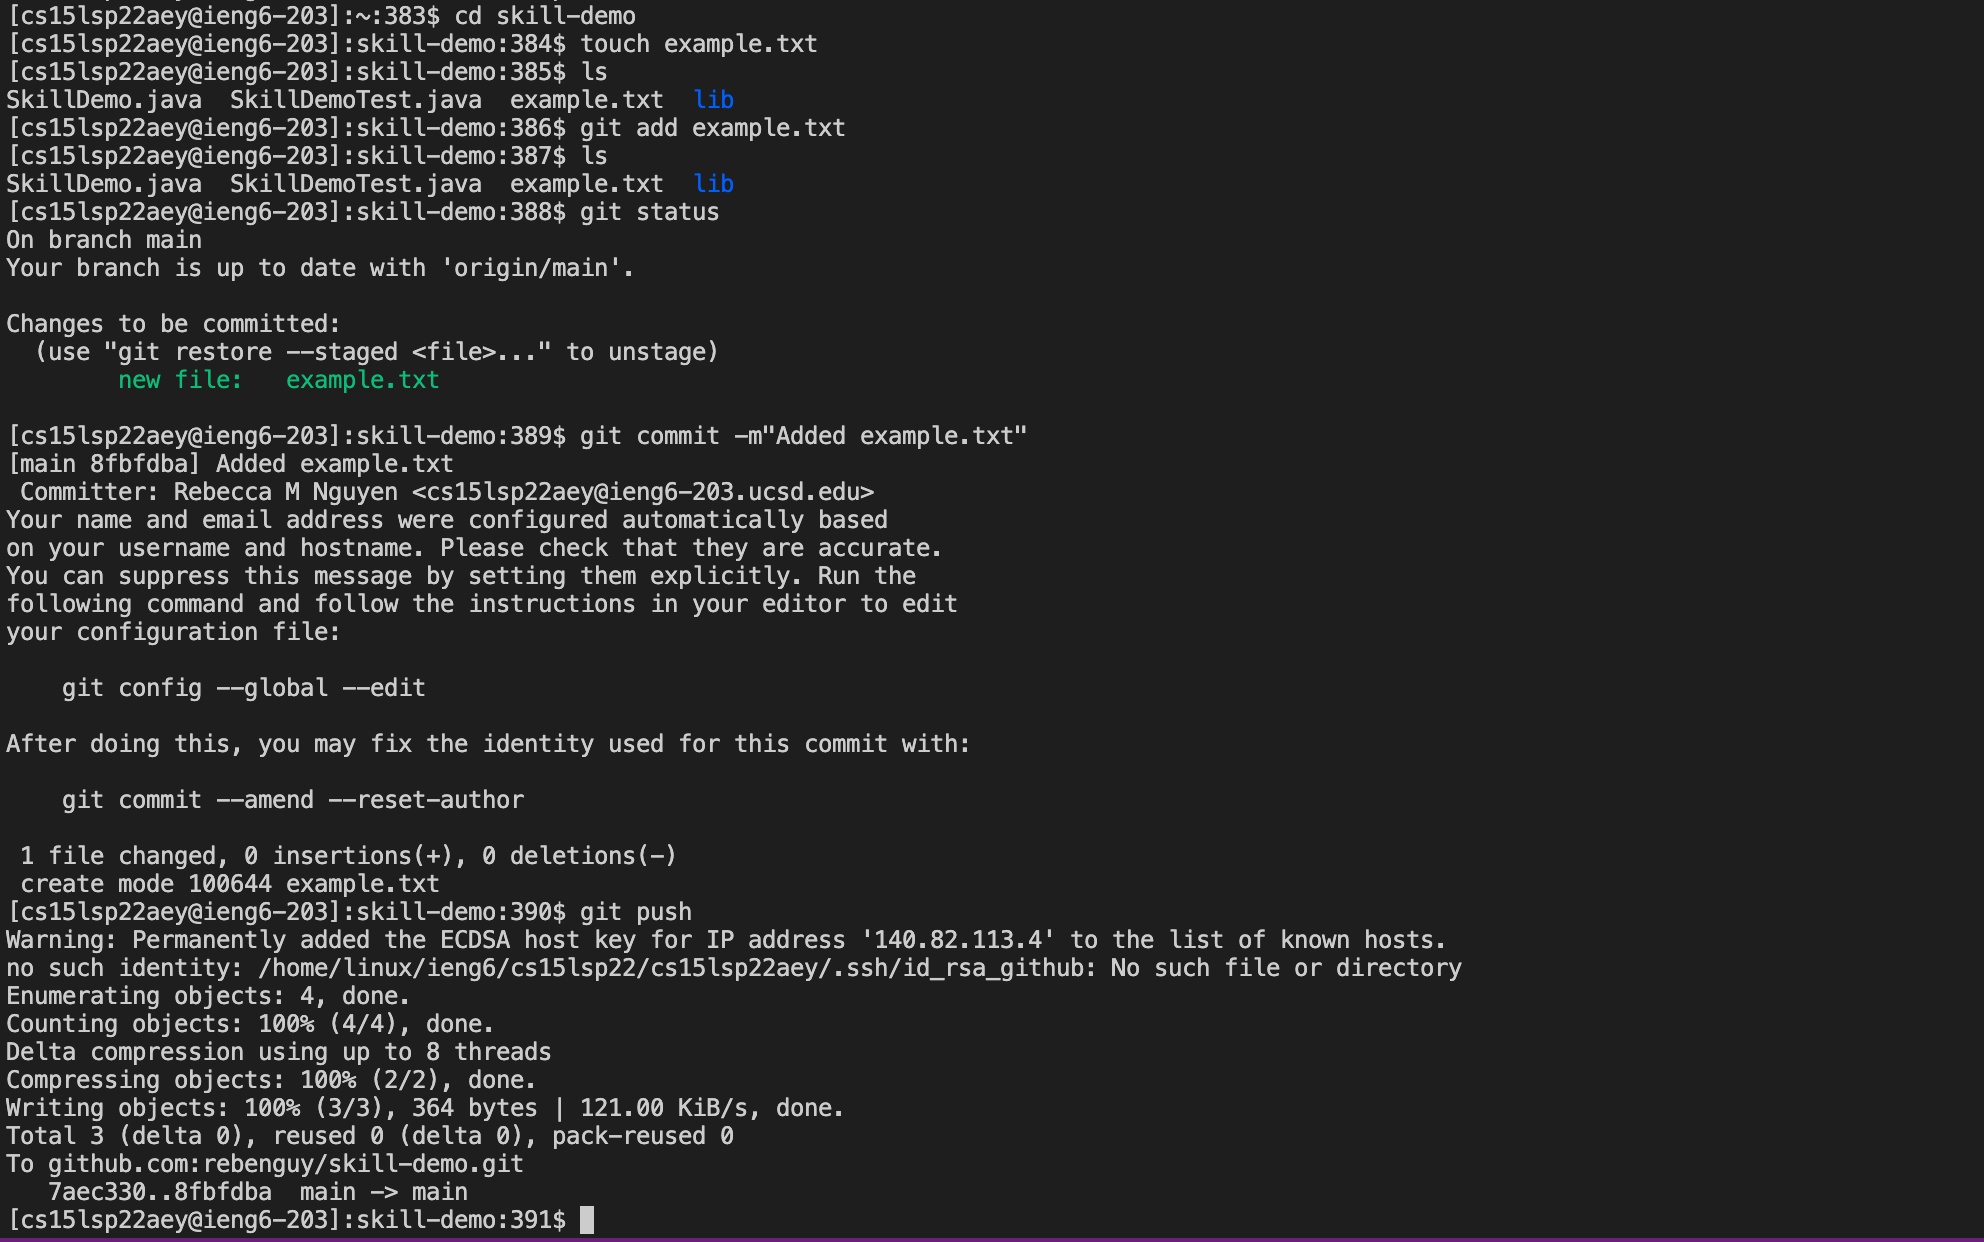 [cs15lsp22aey@ieng6-203]:~:383$ cd skill-demo
[cs15lsp22aey@ieng6-203]:skill-demo:384$ touch example.txt
[cs15lsp22aey@ieng6-203]:skill-demo:385$ ls
SkillDemo.java  SkillDemoTest.java  example.txt  lib
[cs15lsp22aey@ieng6-203]:skill-demo:386$ git add example.txt
[cs15lsp22aey@ieng6-203]:skill-demo:387$ ls
SkillDemo.java  SkillDemoTest.java  example.txt  lib
[cs15lsp22aey@ieng6-203]:skill-demo:388$ git status
On branch main
Your branch is up to date with 'origin/main'.

Changes to be committed:
  (use "git restore --staged <file>..." to unstage)
        new file:   example.txt

[cs15lsp22aey@ieng6-203]:skill-demo:389$ git commit -m"Added example.txt"
[main 8fbfdba] Added example.txt
 Committer: Rebecca M Nguyen <cs15lsp22aey@ieng6-203.ucsd.edu>
Your name and email address were configured automatically based
on your username and hostname. Please check that they are accurate.
You can suppress this message by setting them explicitly. Run the
following command and follow the instructions in your editor to edit
your configuration file:

    git config --global --edit

After doing this, you may fix the identity used for this commit with:

    git commit --amend --reset-author

 1 file changed, 0 insertions(+), 0 deletions(-)
 create mode 100644 example.txt
[cs15lsp22aey@ieng6-203]:skill-demo:390$ git push
Warning: Permanently added the ECDSA host key for IP address '140.82.113.4' to the list of known hosts.
no such identity: /home/linux/ieng6/cs15lsp22/cs15lsp22aey/.ssh/id_rsa_github: No such file or directory
Enumerating objects: 4, done.
Counting objects: 100% (4/4), done.
Delta compression using up to 8 threads
Compressing objects: 100% (2/2), done.
Writing objects: 100% (3/3), 364 bytes | 121.00 KiB/s, done.
Total 3 (delta 0), reused 0 (delta 0), pack-reused 0
To github.com:rebenguy/skill-demo.git
   7aec330..8fbfdba  main -> main
[cs15lsp22aey@ieng6-203]:skill-demo:391$